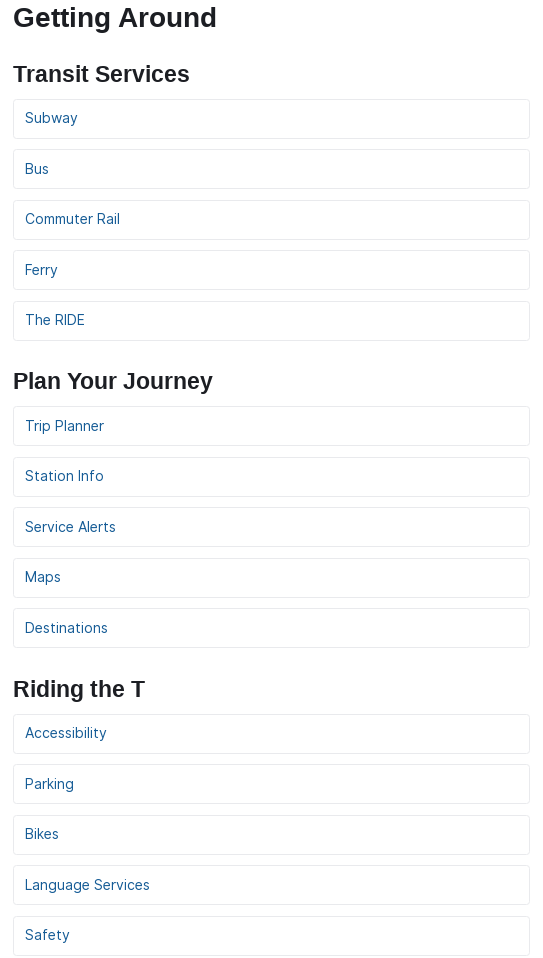 Getting Around
Transit Services
Subway
Bus
Commuter Rail
Ferry
The RIDE
Plan Your Journey
Trip Planner
Station Info
Service Alerts
Maps
Destinations
Riding the T
Accessibility
Parking
Bikes
Language Services
Safety